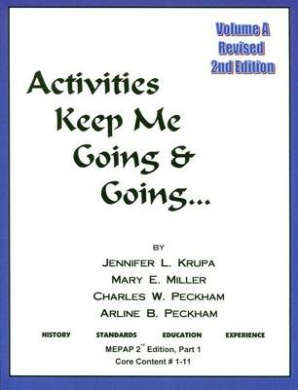 Volume A
Revised
2nd Edition
Activities
Keep Me
Going &
Going...
BY
JENNIFER L. KRUPA
MARY E. MILLER
CHARLES W. PECKHAM
ARLINE B. PECKHAM
HISTORY STANDARDS EDUCATION EXPERIENCE
MEPAP 2nd Edition, Part 1
Core Content # 1-11